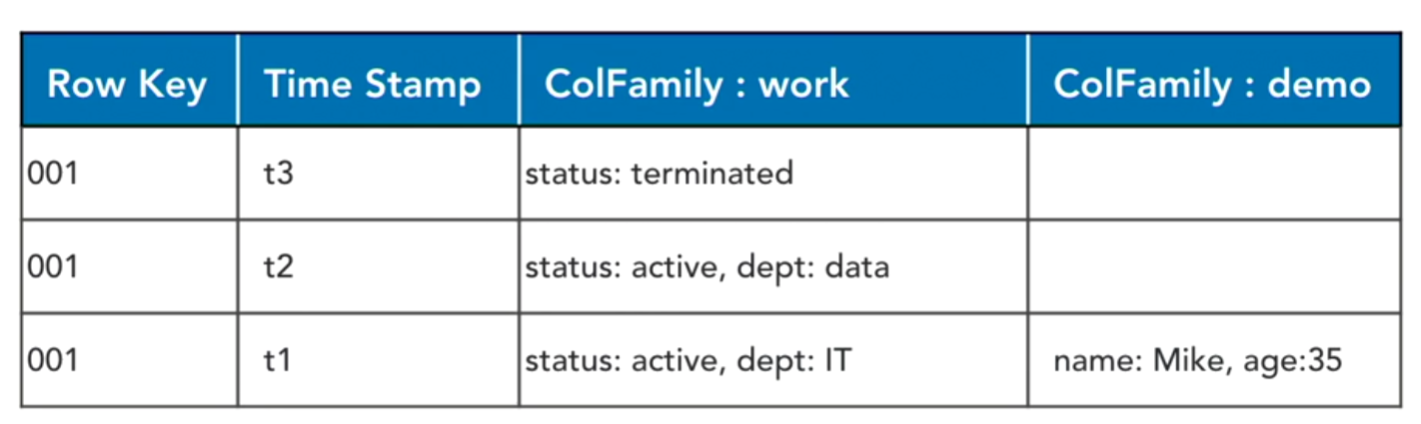 Row Key Time Stamp ColFamily : work ColFamily : demo
001 t3 status: terminated
001 t2 status: active, dept: data
001 t1 status: active, dept: IT name: Mike, age:35